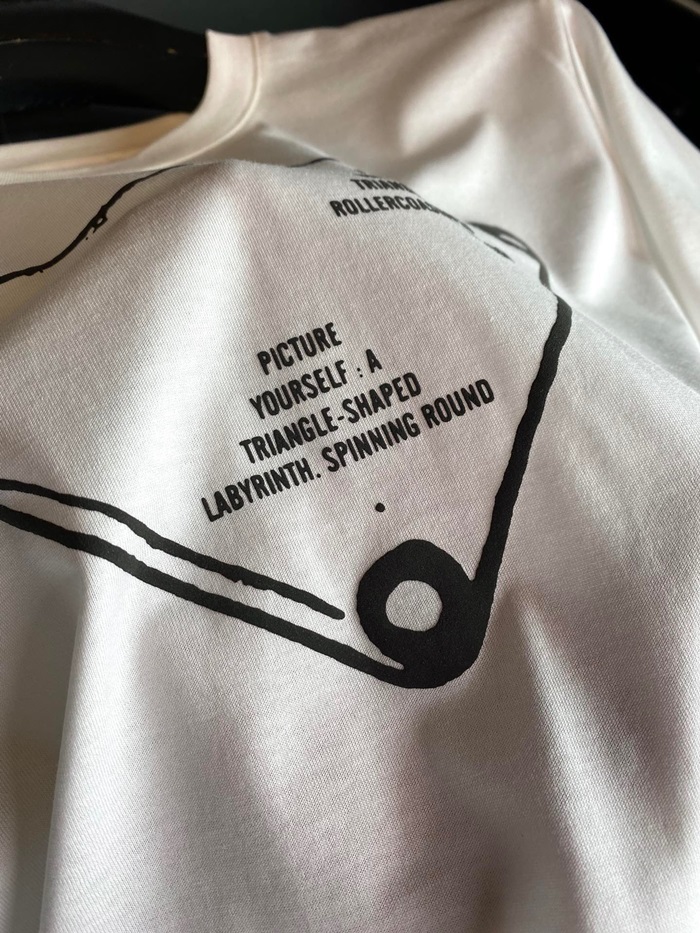 PICTURE
YOURSELF : A
TRIANGLE-SHAPED
LABYRINTH. SPINNING ROUND